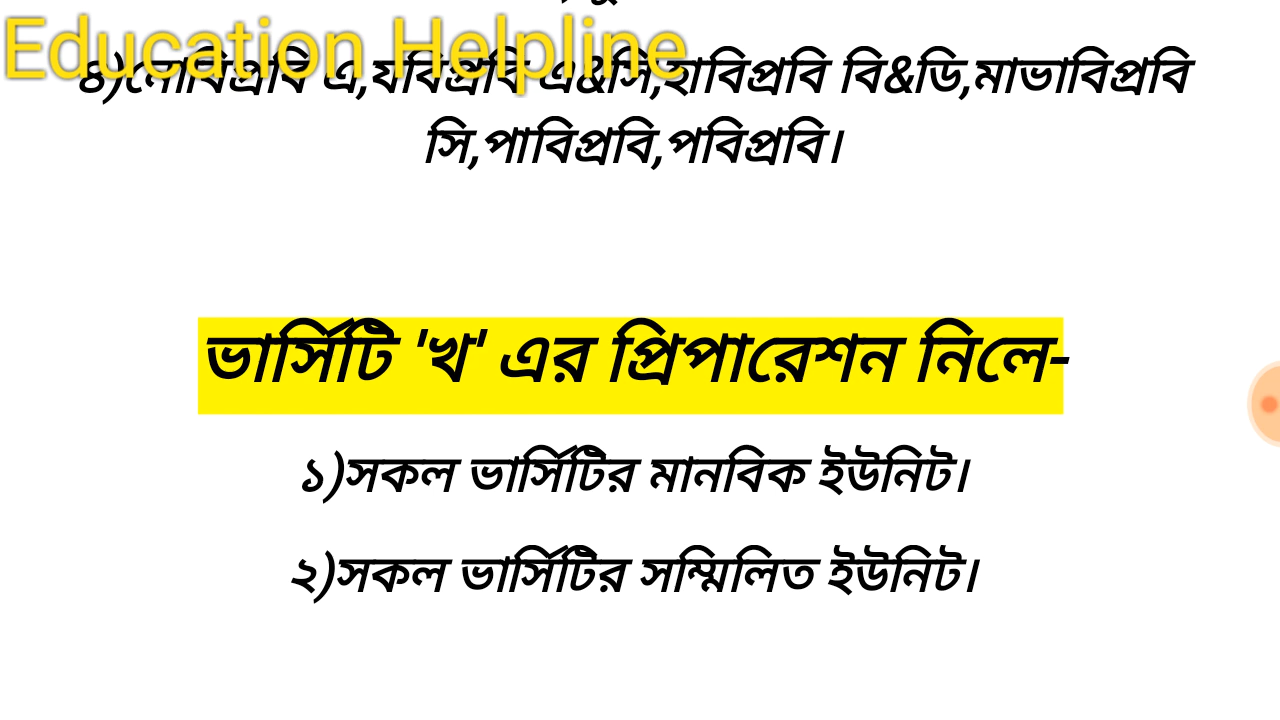 Education Helpline
৪)নোবিপ্রবি এ,যবিপ্রবি এ&সি,হাবিপ্রবি বি&ডি,মাভাবিপ্রবি
সি,পাবিপ্রবি,পবিপ্রবি।
ভার্সিটি 'খ' এর প্রিপারেশন নিলে-
১)সকল ভার্সিটির মানবিক ইউনিট।
২)সকল ভার্সিটির সম্মিলিত ইউনিট।